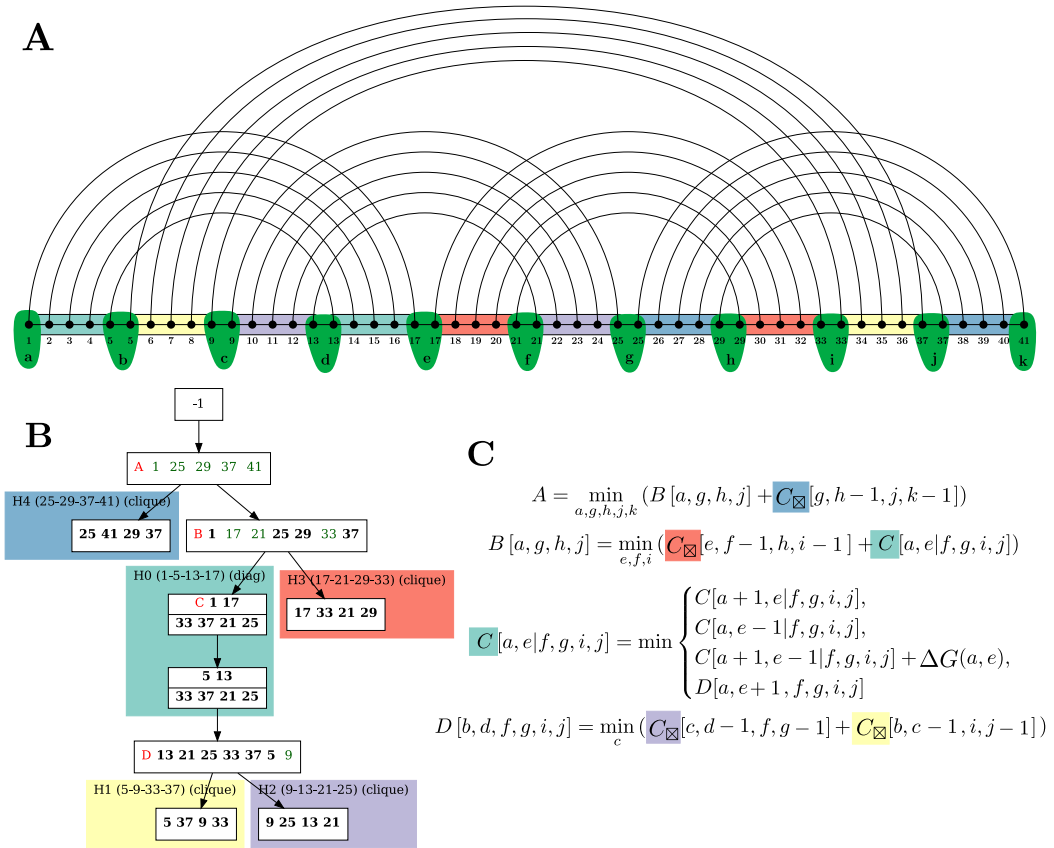 A
1 2 3 4 5 5 6 7 8 9 9 10 11 12 13 13 14 15 16 17 17 18 19 20 21 21 22 23 24 25 25 26 27 28 29 29 30 31 32 33 33 34 35 36 37 37 38 39 40 41
a b c d e f g h i j k
B
-1
A 1 25 29 37 41
H4 (25-29-37-41) (clique)
25 41 29 37
B 1 17 21 25 29 33 37
H0 (1-5-13-17) (diag)
C 1 17
33 37 21 25
H3 (17-21-29-33) (clique)
17 33 21 29
5 13
33 37 21 25
D 13 21 25 33 37 5 9
H1 (5-9-33-37) (clique)
5 37 9 33
H2 (9-13-21-25) (clique)
9 25 13 21
C
A = min a,g,h,j,k (B [a, g, h, j] + C⊠[g, h−1, j, k−1])
B [a, g, h, j] = min e,f,i (C⊠[e, f−1, h, i−1] + C [a, e|f, g, i, j])
C [a, e|f, g, i, j] = min {
C[a+1, e|f, g, i, j],
C[a, e−1|f, g, i, j],
C[a+1, e−1|f, g, i, j] + ΔG(a, e),
D[a, e+1, f, g, i, j]
D [b, d, f, g, i, j] = min c (C⊠[c, d−1, f, g−1] + C⊠[b, c−1, i, j−1])